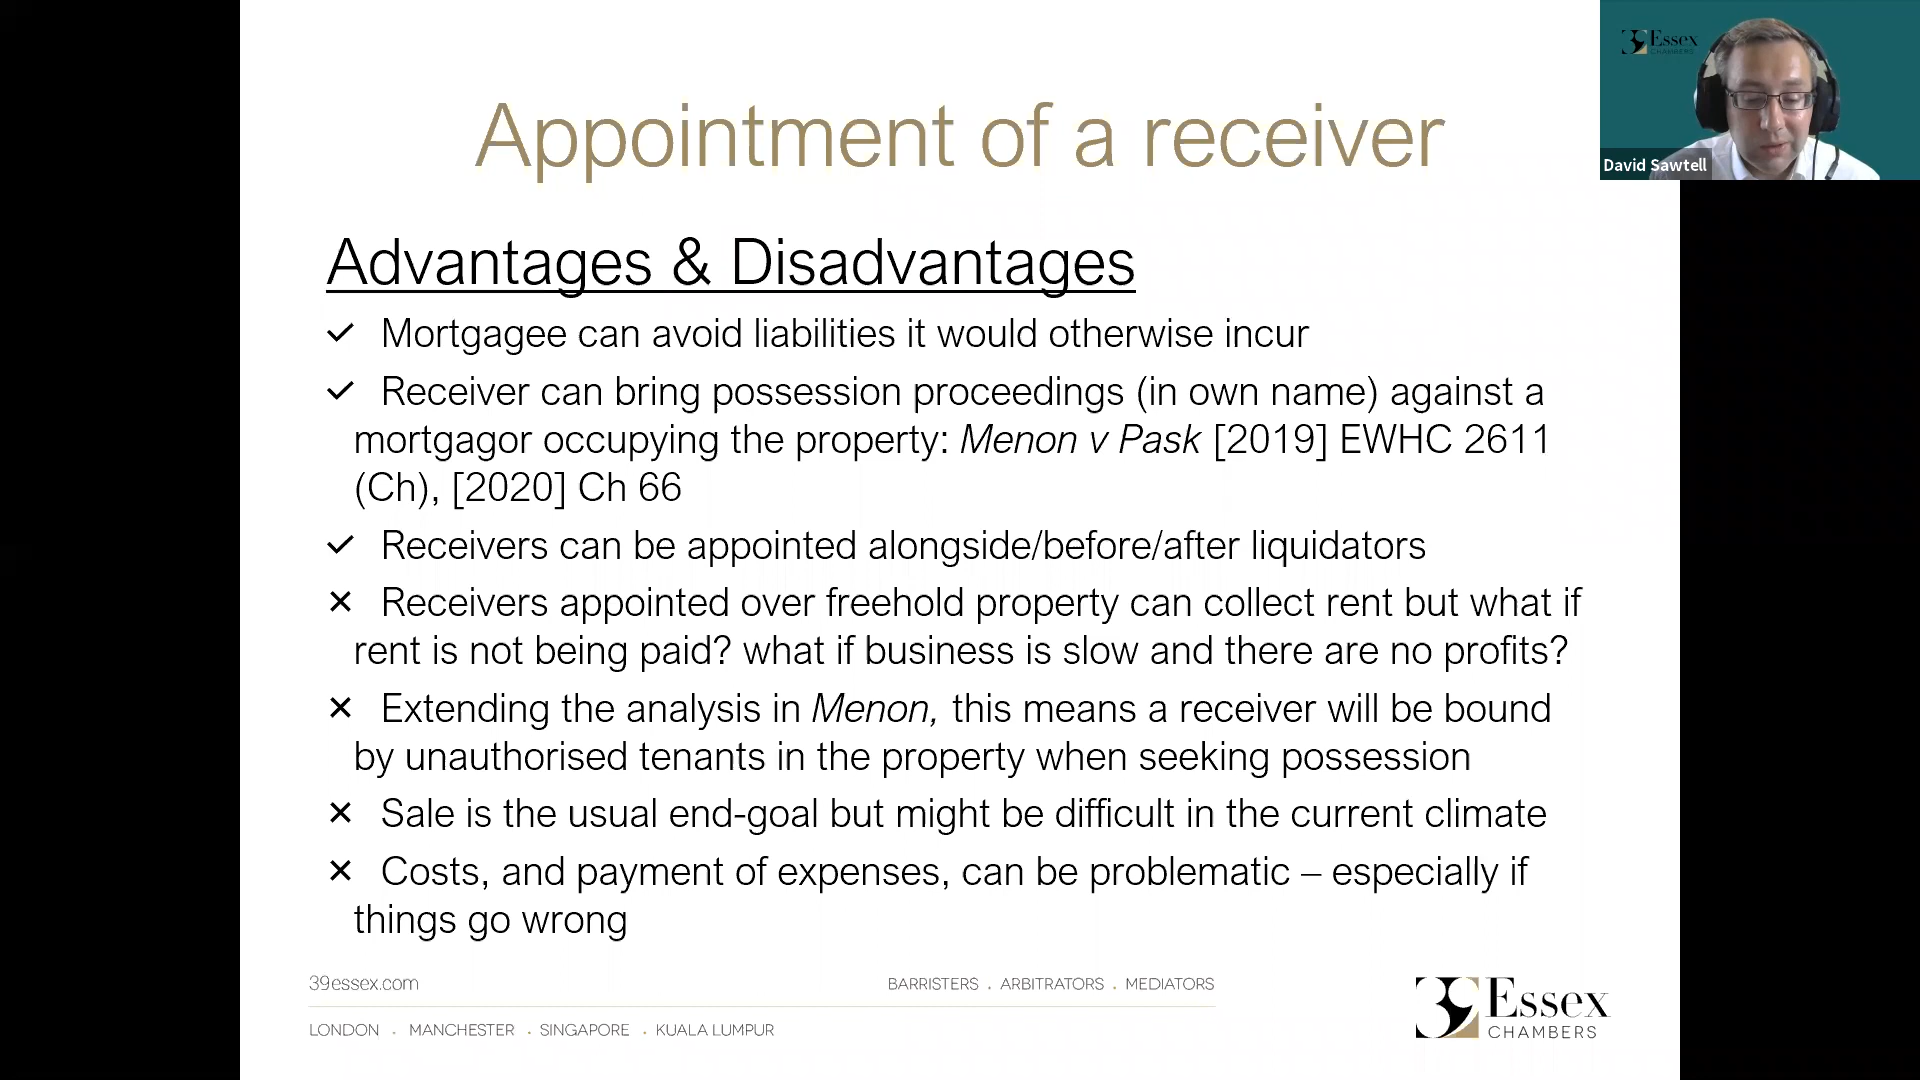 39 Essex
CHAMBERS
David Sawtell
Appointment of a receiver
Advantages & Disadvantages
✓ Mortgagee can avoid liabilities it would otherwise incur
✓ Receiver can bring possession proceedings (in own name) against a
mortgagor occupying the property: Menon v Pask [2019] EWHC 2611
(Ch), [2020] Ch 66
✓ Receivers can be appointed alongside/before/after liquidators
✕ Receivers appointed over freehold property can collect rent but what if
rent is not being paid? what if business is slow and there are no profits?
✕ Extending the analysis in Menon, this means a receiver will be bound
by unauthorised tenants in the property when seeking possession
✕ Sale is the usual end-goal but might be difficult in the current climate
✕ Costs, and payment of expenses, can be problematic – especially if
things go wrong
39essex.com
BARRISTERS . ARBITRATORS . MEDIATORS
LONDON . MANCHESTER . SINGAPORE . KUALA LUMPUR
39 Essex
CHAMBERS